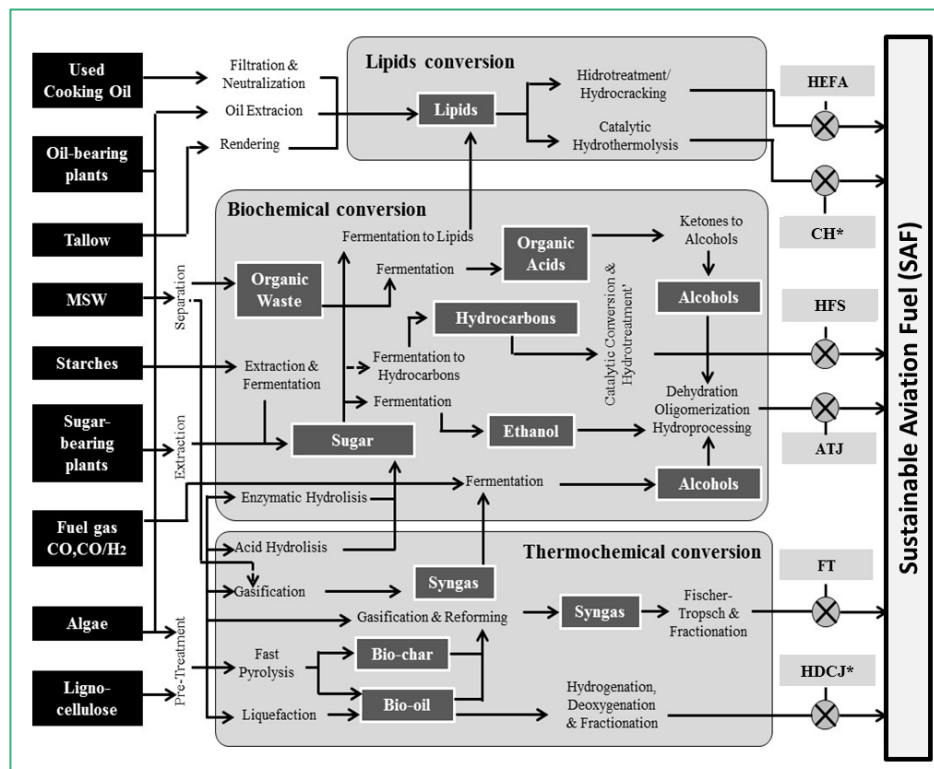 Used
Cooking Oil
Oil-bearing
plants
Tallow
MSW
Starches
Sugar-
bearing
plants
Fuel gas
CO,CO/H2
Algae
Ligno-
cellulose
Separation
Extraction
Pre-Treatment
Filtration &
Neutralization
Oil Extracion
Rendering
Lipids conversion
Lipids
Hidrotreatment/
Hydrocracking
Catalytic
Hydrothermolysis
Biochemical conversion
Fermentation to Lipids
Organic
Waste
Fermentation
Organic
Acids
Ketones to
Alcohols
Alcohols
Hydrocarbons
Catalytic Conversion &
Hydrotreatment'
Extraction &
Fermentation
Fermentation to
Hydrocarbons
Fermentation
Sugar
Ethanol
Dehydration
Oligomerization
Hydroprocessing
Fermentation
Alcohols
Enzymatic Hydrolisis
Acid Hydrolisis
Thermochemical conversion
Gasification
Syngas
Gasification & Reforming
Syngas
Fischer-
Tropsch &
Fractionation
Fast
Pyrolysis
Bio-char
Bio-oil
Liquefaction
Hydrogenation,
Deoxygenation
& Fractionation
HEFA
CH*
HFS
ATJ
FT
HDCJ*
Sustainable Aviation Fuel (SAF)